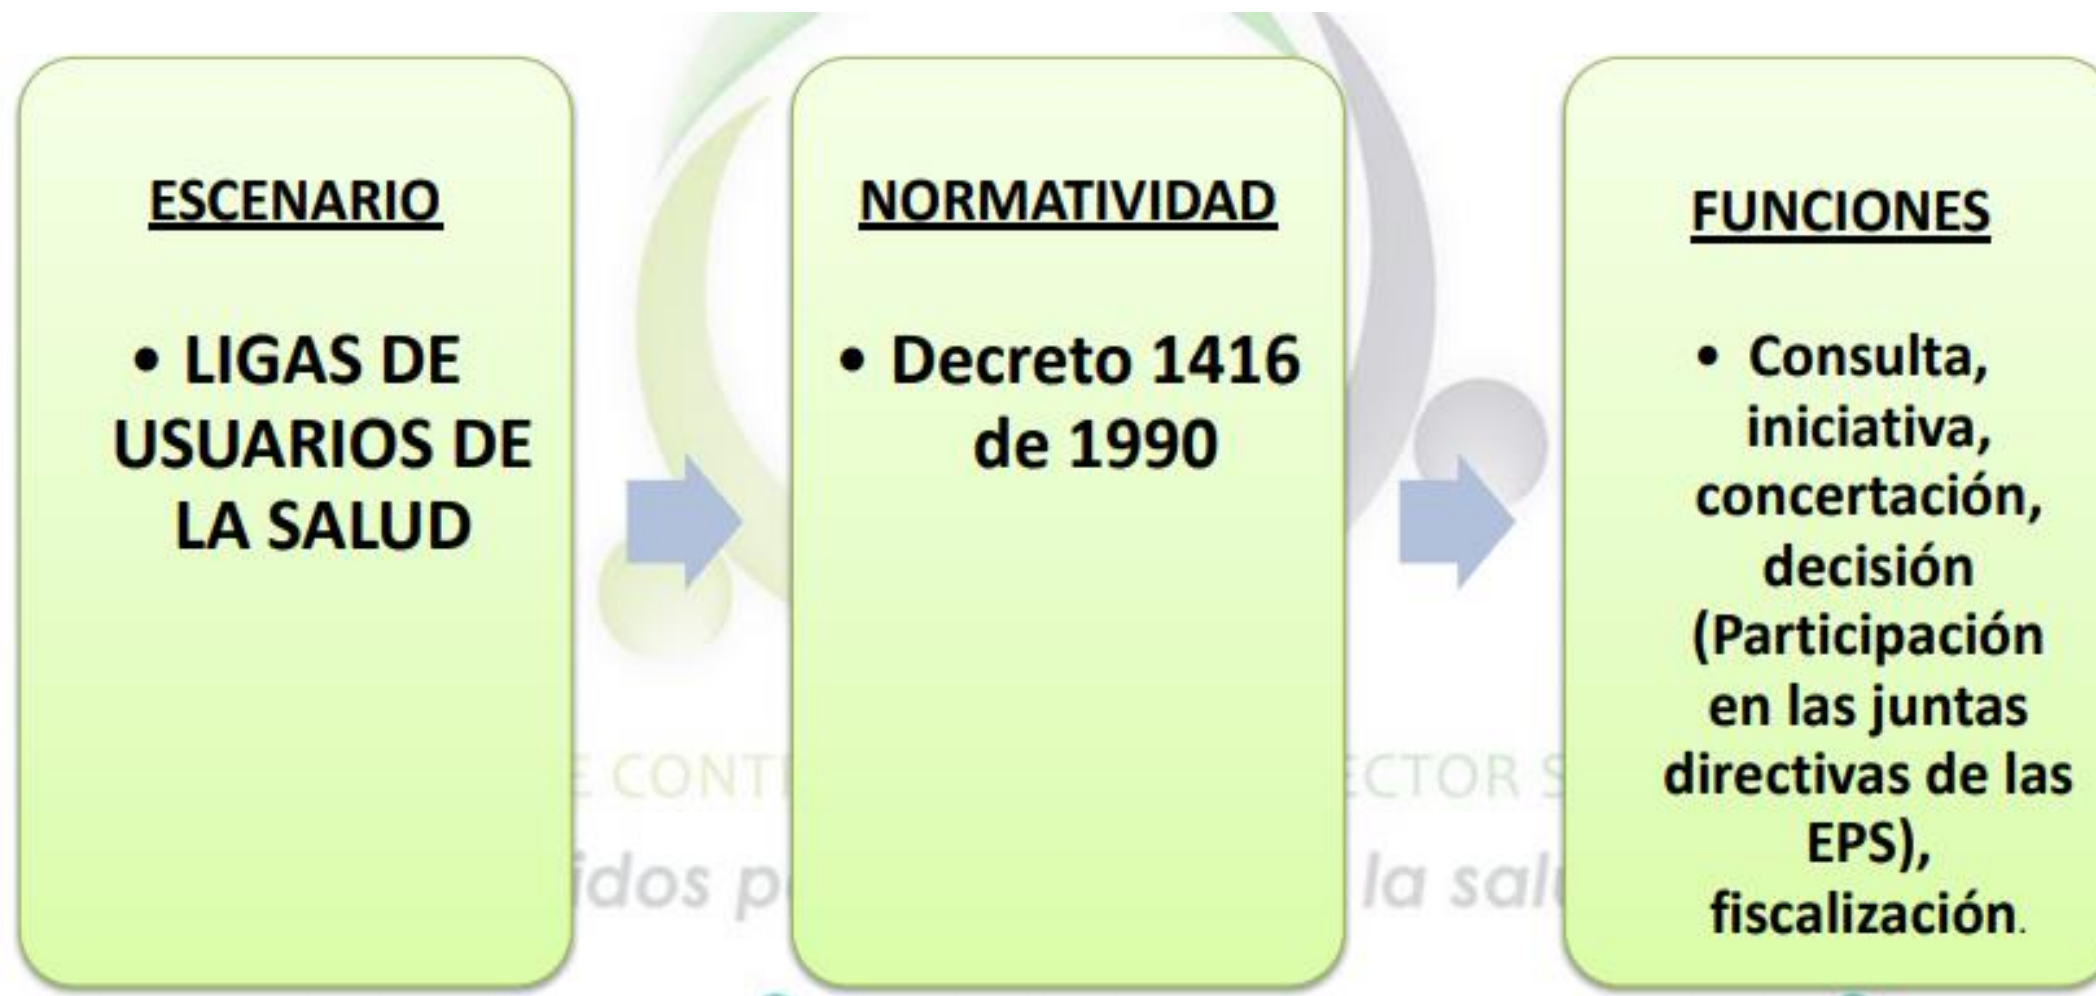 ESCENARIO
• LIGAS DE
USUARIOS DE
LA SALUD
NORMATIVIDAD
• Decreto 1416
de 1990
FUNCIONES
• Consulta,
iniciativa,
concertación,
decisión
(Participación
en las juntas
directivas de las
EPS),
fiscalización.
la